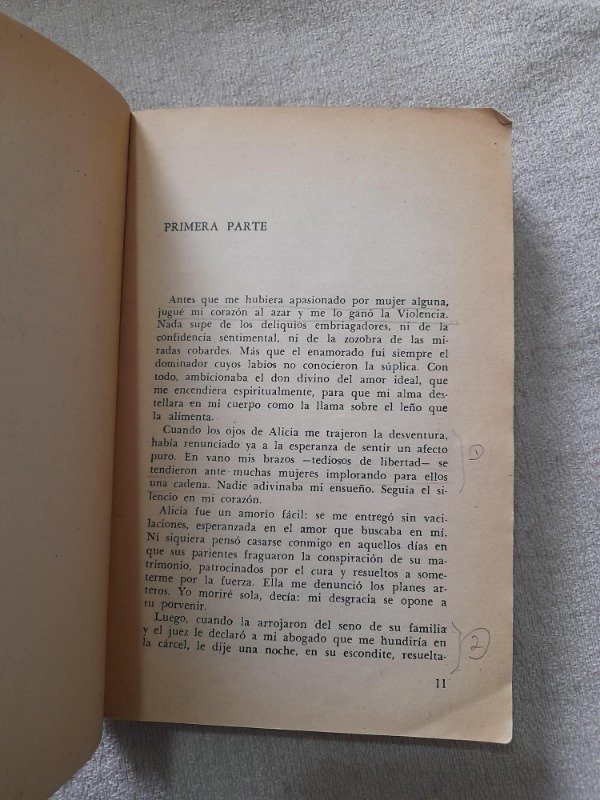 PRIMERA PARTE
Antes que me hubiera apasionado por mujer alguna,
jugué mi corazón al azar y me lo ganó la Violencia.
Nada supe de los deliquios embriagadores, ni de la
confidencia sentimental, ni de la zozobra de las mi-
radas cobardes. Más que el enamorado fui siempre el
dominador cuyos labios no conocieron la súplica. Con
todo, ambicionaba el don divino del amor ideal, que
me encendiera espiritualmente, para que mi alma des-
tellara en mi cuerpo como la llama sobre el leño que
la alimenta.
Cuando los ojos de Alicia me trajeron la desventura,
había renunciado ya a la esperanza de sentir un afecto
puro. En vano mis brazos —tediosos de libertad— se
tendieron ante muchas mujeres implorando para ellos
una cadena. Nadie adivinaba mi ensueño. Seguía el si-
lencio en mi corazón.
1
Alicia fue un amorío fácil: se me entregó sin vaci-
laciones, esperanzada en el amor que buscaba en mí.
Ni siquiera pensó casarse conmigo en aquellos días en
que sus parientes fraguaron la conspiración de su ma-
trimonio, patrocinados por el cura y resueltos a some-
terme por la fuerza. Ella me denunció los planes ar-
teros. Yo moriré sola, decía: mi desgracia se opone a
tu porvenir.
Luego, cuando la arrojaron del seno de su familia
y el juez le declaró a mi abogado que me hundiría en
la cárcel, le dije una noche, en su escondite, resuelta-
2
11